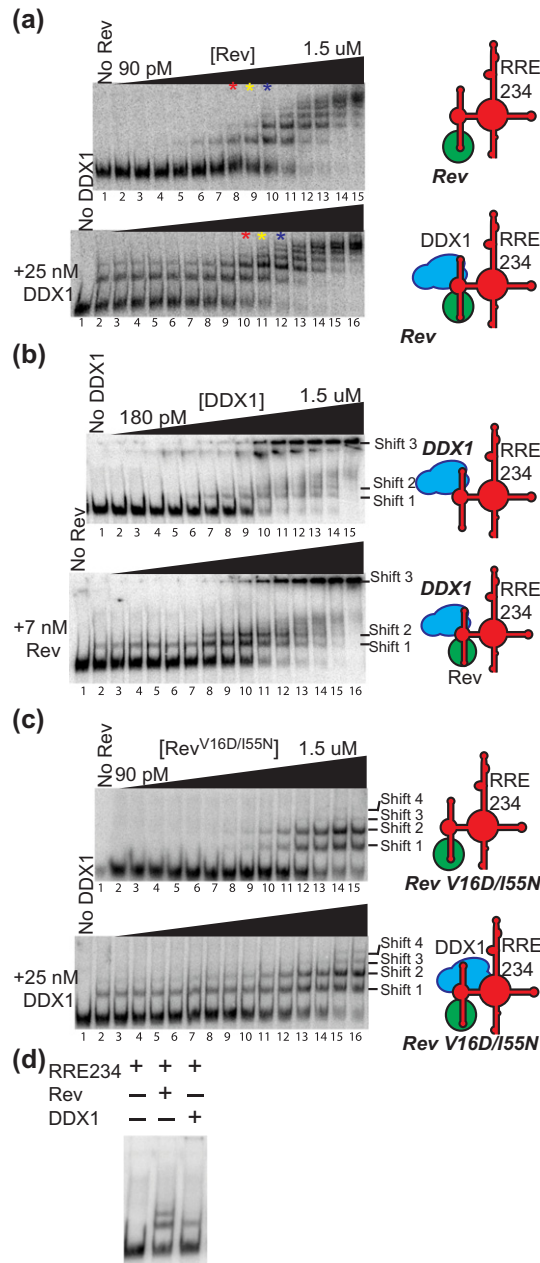 (a)
No Rev
90 pM
[Rev]
1.5 uM
* * *
1 2 3 4 5 6 7 8 9 10 11 12 13 14 15
RRE
234
Rev
No DDX1
+25 nM
DDX1
* * *
1 2 3 4 5 6 7 8 9 10 11 12 13 14 15 16
DDX1
RRE
234
Rev
(b)
No DDX1
180 pM
[DDX1]
1.5 uM
Shift 3
Shift 2
Shift 1
1 2 3 4 5 6 7 8 9 10 11 12 13 14 15
DDX1
RRE
234
No Rev
+7 nM
Rev
Shift 3
Shift 2
Shift 1
1 2 3 4 5 6 7 8 9 10 11 12 13 14 15 16
DDX1
RRE
234
Rev
(c)
No Rev
90 pM
[Rev^V16D/I55N]
1.5 uM
Shift 4
Shift 3
Shift 2
Shift 1
1 2 3 4 5 6 7 8 9 10 11 12 13 14 15
RRE
234
Rev V16D/I55N
No DDX1
+25 nM
DDX1
Shift 4
Shift 3
Shift 2
Shift 1
1 2 3 4 5 6 7 8 9 10 11 12 13 14 15 16
DDX1
RRE
234
Rev V16D/I55N
(d)
RRE234 + + +
Rev — + —
DDX1 — — +